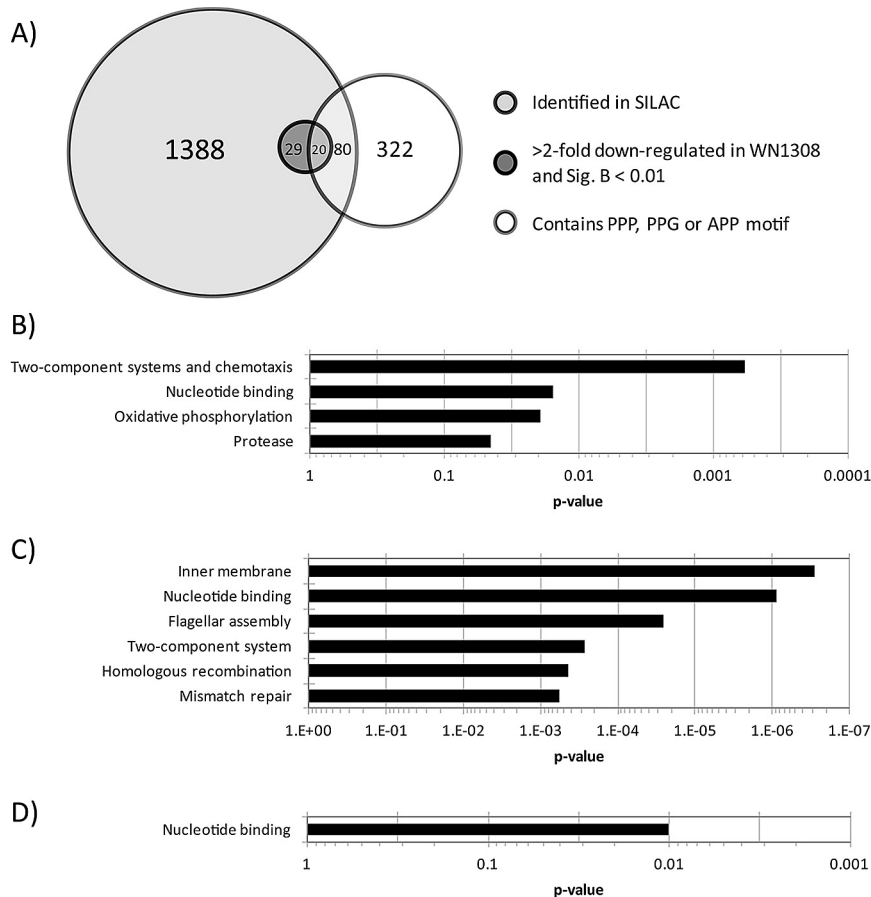 A)
1388
29
20
80
322
Identified in SILAC
>2-fold down-regulated in WN1308
and Sig. B < 0.01
Contains PPP, PPG or APP motif
B)
Two-component systems and chemotaxis
Nucleotide binding
Oxidative phosphorylation
Protease
1 0.1 0.01 0.001 0.0001
p-value
C)
Inner membrane
Nucleotide binding
Flagellar assembly
Two-component system
Homologous recombination
Mismatch repair
1.E+00 1.E-01 1.E-02 1.E-03 1.E-04 1.E-05 1.E-06 1.E-07
p-value
D)
Nucleotide binding
1 0.1 0.01 0.001
p-value